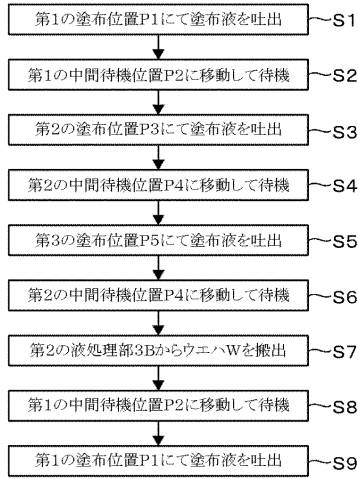 第1の塗布位置P1にて塗布液を吐出 S1
第1の中間待機位置P2に移動して待機 S2
第2の塗布位置P3にて塗布液を吐出 S3
第2の中間待機位置P4に移動して待機 S4
第3の塗布位置P5にて塗布液を吐出 S5
第2の中間待機位置P4に移動して待機 S6
第2の液処理部3BからウエハWを搬出 S7
第1の中間待機位置P2に移動して待機 S8
第1の塗布位置P1にて塗布液を吐出 S9